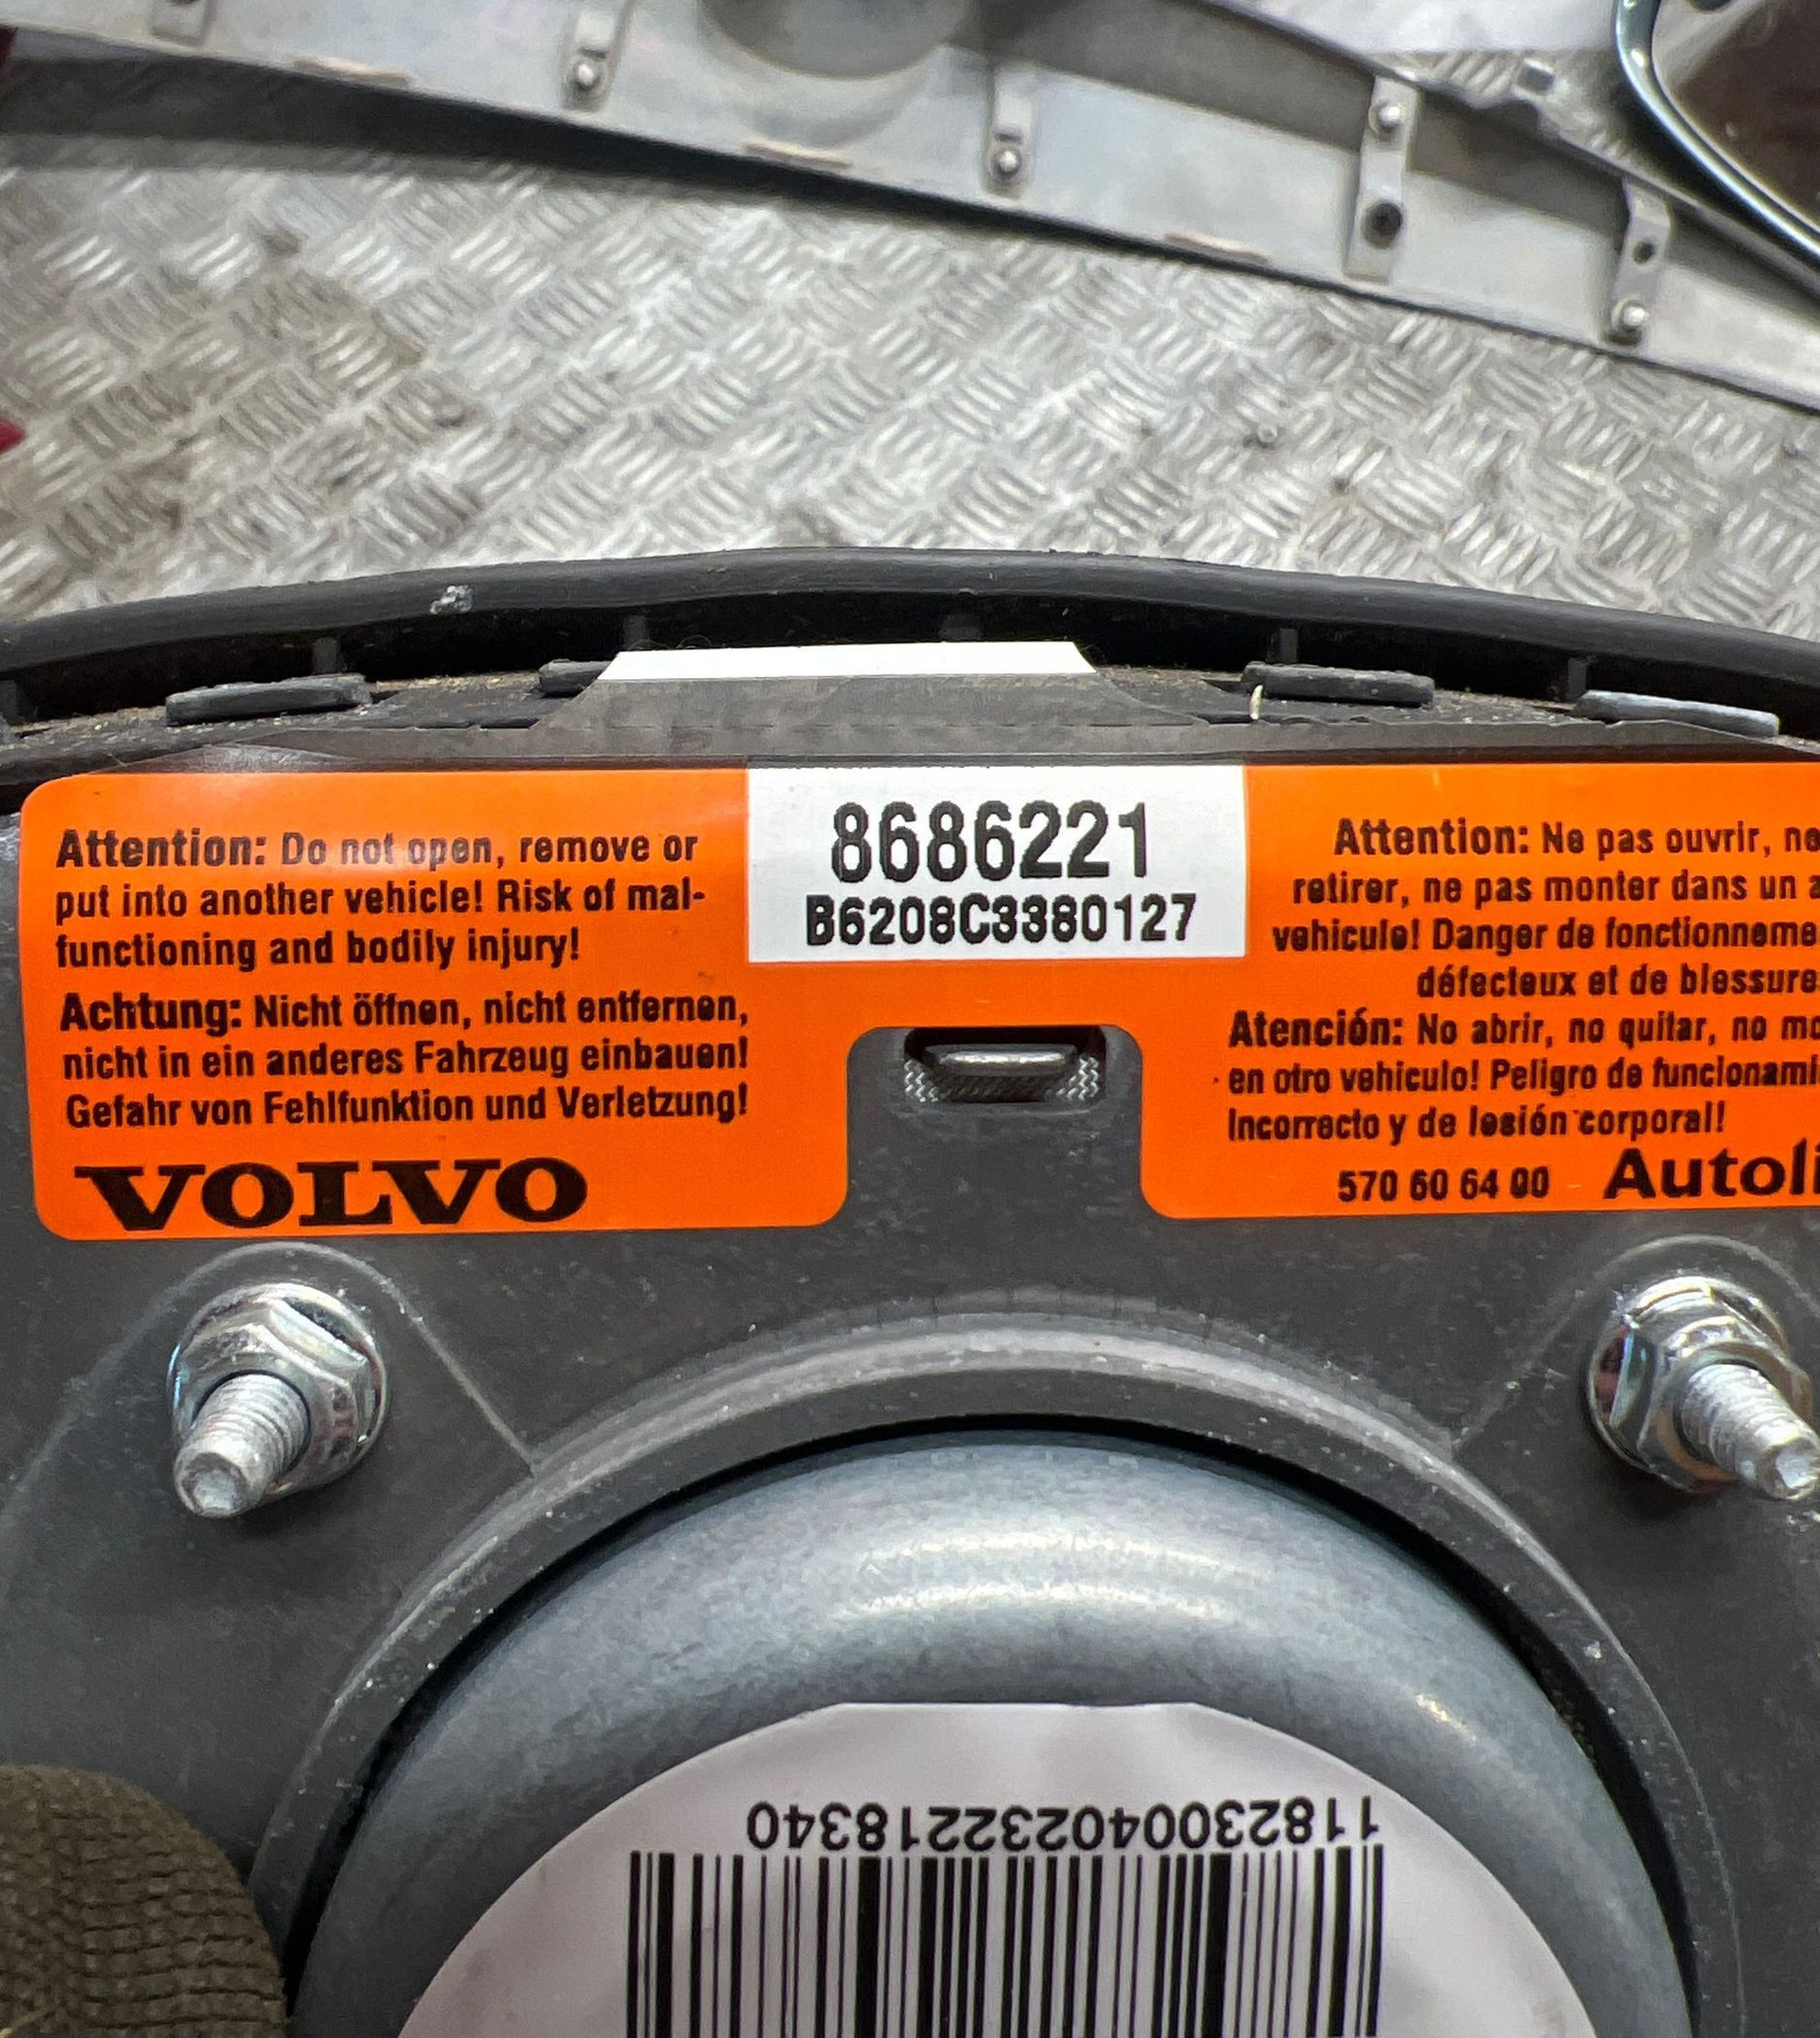 Attention: Do not open, remove or
put into another vehicle! Risk of mal-
functioning and bodily injury!
Achtung: Nicht öffnen, nicht entfernen,
nicht in ein anderes Fahrzeug einbauen!
Gefahr von Fehlfunktion und Verletzung!
VOLVO
8686221
B6208C3380127
Attention: Ne pas ouvrir, ne
retirer, ne pas monter dans un
vehicule! Danger de
défecteux et de
Atención: No abrir, no quitar, no
en otro vehiculo! Peligro de
Incorrecto y de lesión corporal!
570 60 64 00
118230040232218340